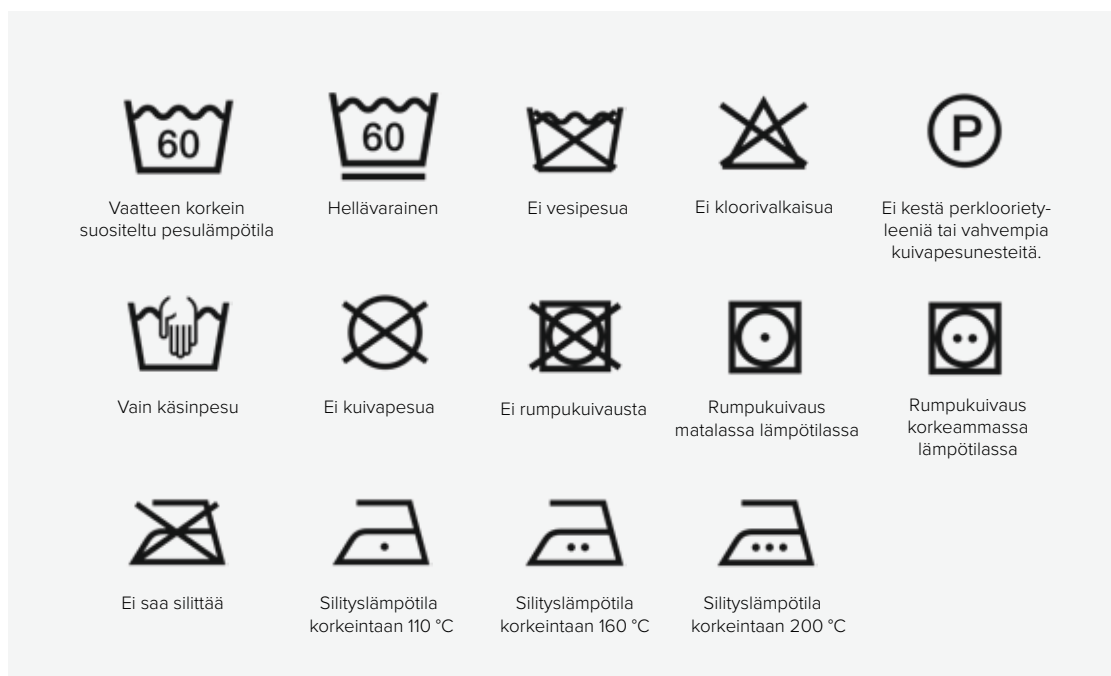 60
Vaatteen korkein
suositeltu pesulämpötila
60
Hellävarainen
Ei vesipesua
Ei kloorivalkaisua
P
Ei kestä perklooriety-
leeniä tai vahvempia
kuivapesunesteitä.
Vain käsinpesu
Ei kuivapesua
Ei rumpukuivausta
Rumpukuivaus
matalassa lämpötilassa
Rumpukuivaus
korkeammassa
lämpötilassa
Ei saa silittää
Silityslämpötila
korkeintaan 110 °C
Silityslämpötila
korkeintaan 160 °C
Silityslämpötila
korkeintaan 200 °C